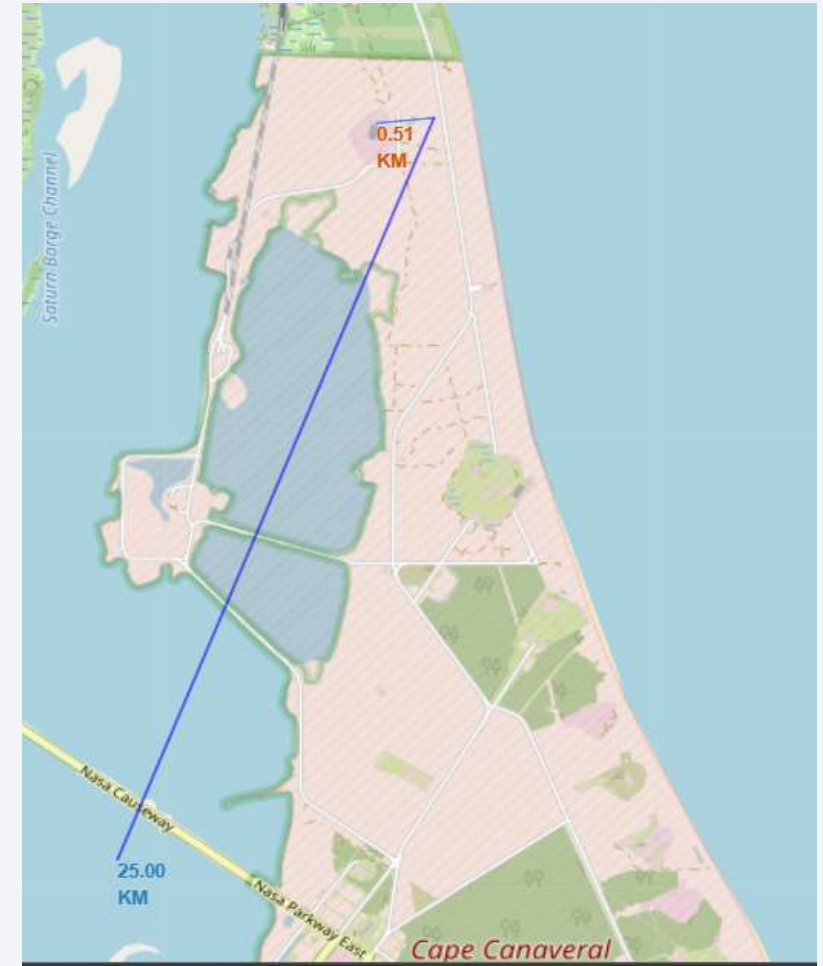 0.51
KM
Saturn Barge Channel
Nasa Causeway
25.00
KM
Nasa Parkway East
Cape Canaveral